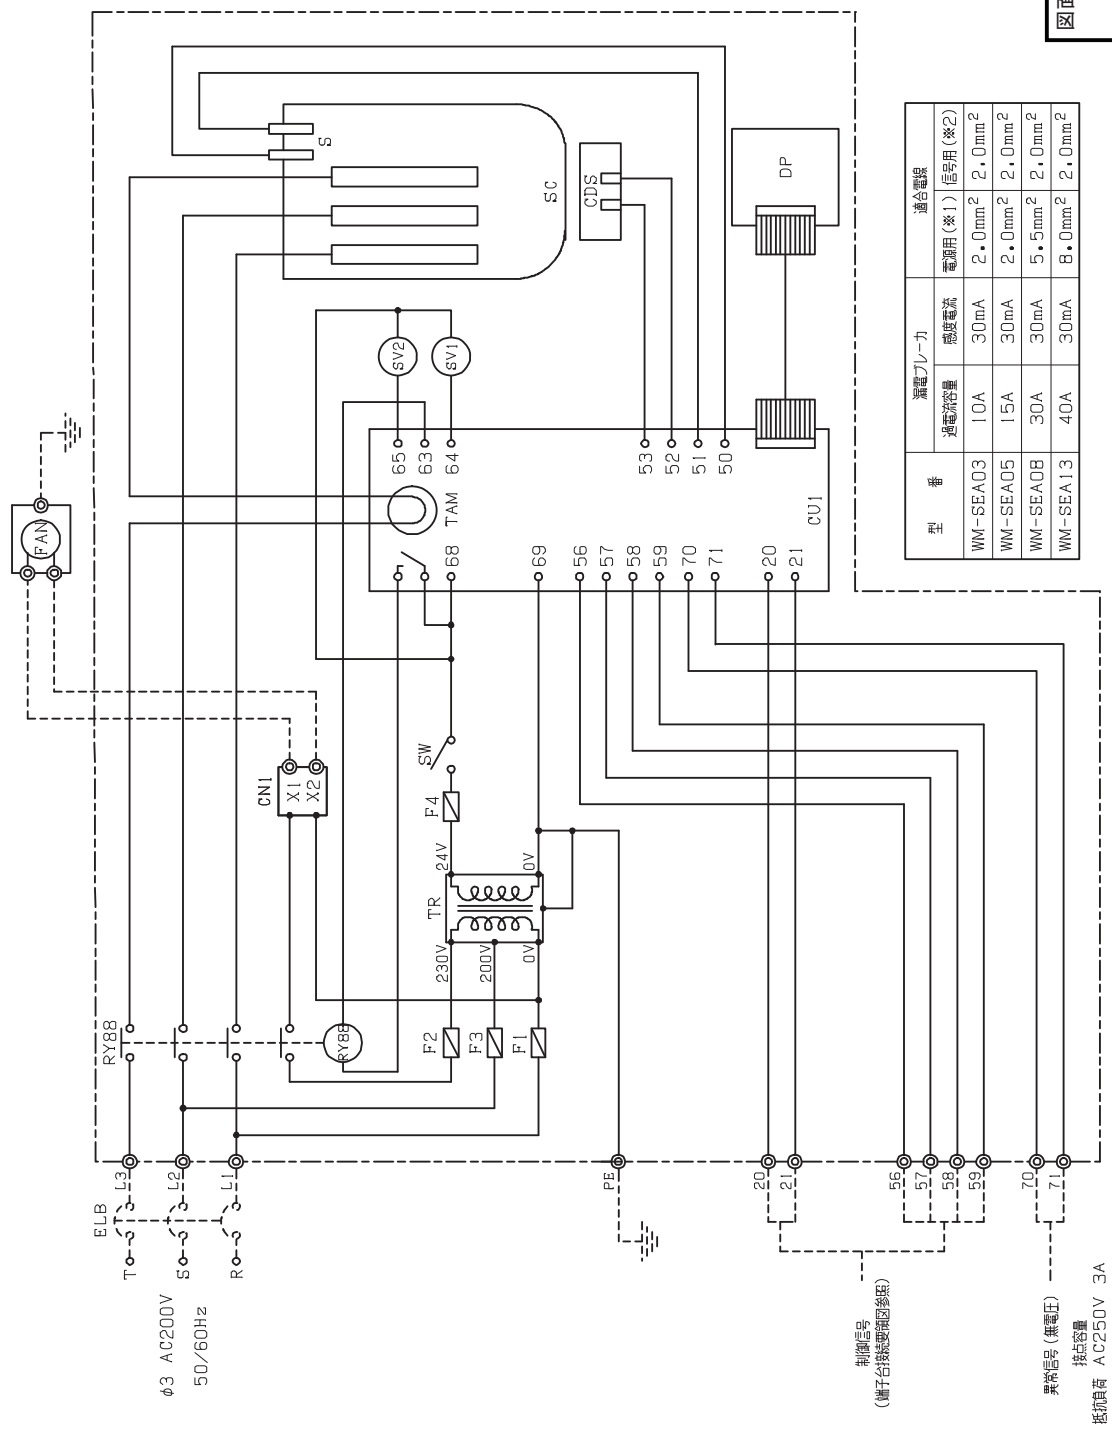 図面
型 番
漏電ブレーカ
適合電線
過電流容量
感度電流
電源用(※1)
信号用(※2)
WM-SEA03 10A 30mA 2.0mm2 2.0mm2
WM-SEA05 15A 30mA 2.0mm2 2.0mm2
WM-SEA08 30A 30mA 5.5mm2 2.0mm2
WM-SEA13 40A 30mA 8.0mm2 2.0mm2
FAN
S
SC
CDS
DP
SV2
SV1
65
63
64
TAM
68
69
53
52
51
50
CU1
56
57
58
59
70
71
20
21
CN1
X1
X2
SW
F4
24V
0V
TR
230V
200V
0V
F2
F3
F1
RY88
RY88
ELB
L3
L2
L1
T
S
R
φ3 AC200V
50/60Hz
PE
20
21
56
57
58
59
70
71
制御信号
(端子台接続要領図参照)
異常信号(無電圧)
接点容量
抵抗負荷 AC250V 3A